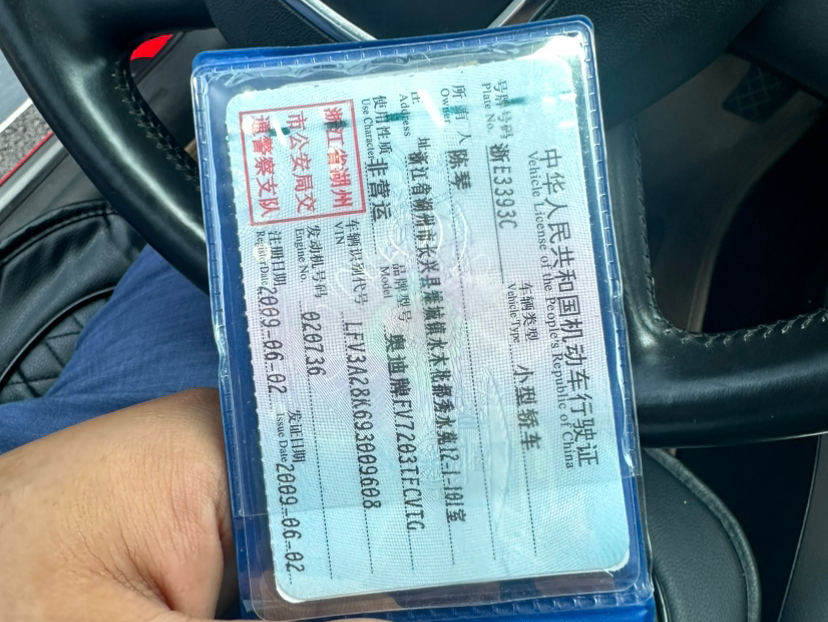 中华人民共和国机动车行驶证
Vehicle License of the People's Republic of China
号牌号码 浙E3393C 车辆类型 小型轿车
Plate No. Vehicle Type
所有人 陈琴
Owner
住址 浙江省湖州市长兴县雉城镇水木花都秀水苑12-1-101室
Address
使用性质 非营运 品牌型号 奥迪牌FV7203TFCVTG
Use Character Model
浙江省湖州
市公安局交
通警察支队
车辆识别代号 LFV3A28K693009608
VIN
发动机号码 020736
Engine No.
注册日期 2009-06-02 发证日期 2009-06-02
Register Date Issue Date